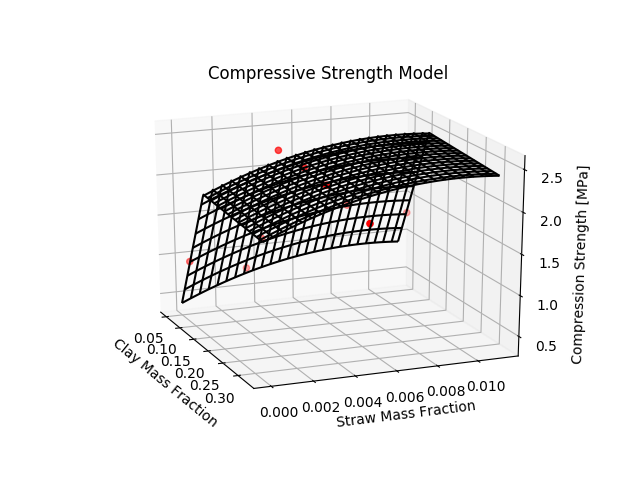 Compressive Strength Model
2.5
2.0
1.5
1.0
0.5
Compression Strength [MPa]
0.05
0.10
0.15
0.20
0.25
0.30
Clay Mass Fraction
0.000 0.002 0.004 0.006 0.008 0.010
Straw Mass Fraction